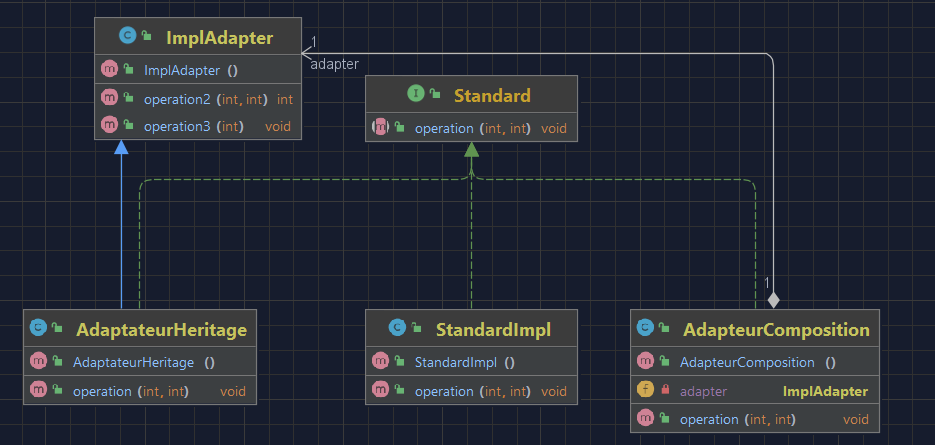 ImplAdapter
ImplAdapter ()
operation2 (int, int) int
operation3 (int) void
1
adapter
Standard
operation (int, int) void
AdaptateurHeritage
AdaptateurHeritage ()
operation (int, int) void
StandardImpl
StandardImpl ()
operation (int, int) void
1
AdapteurComposition
AdapteurComposition ()
adapter ImplAdapter
operation (int, int) void